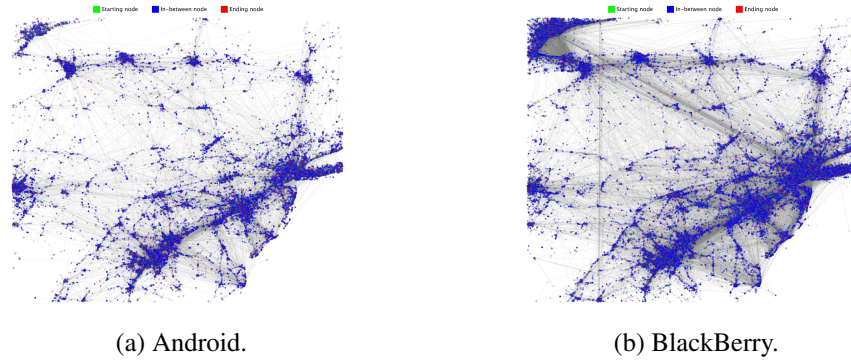 Starting node In-between node Ending node
Starting node In-between node Ending node
(a) Android.
(b) BlackBerry.